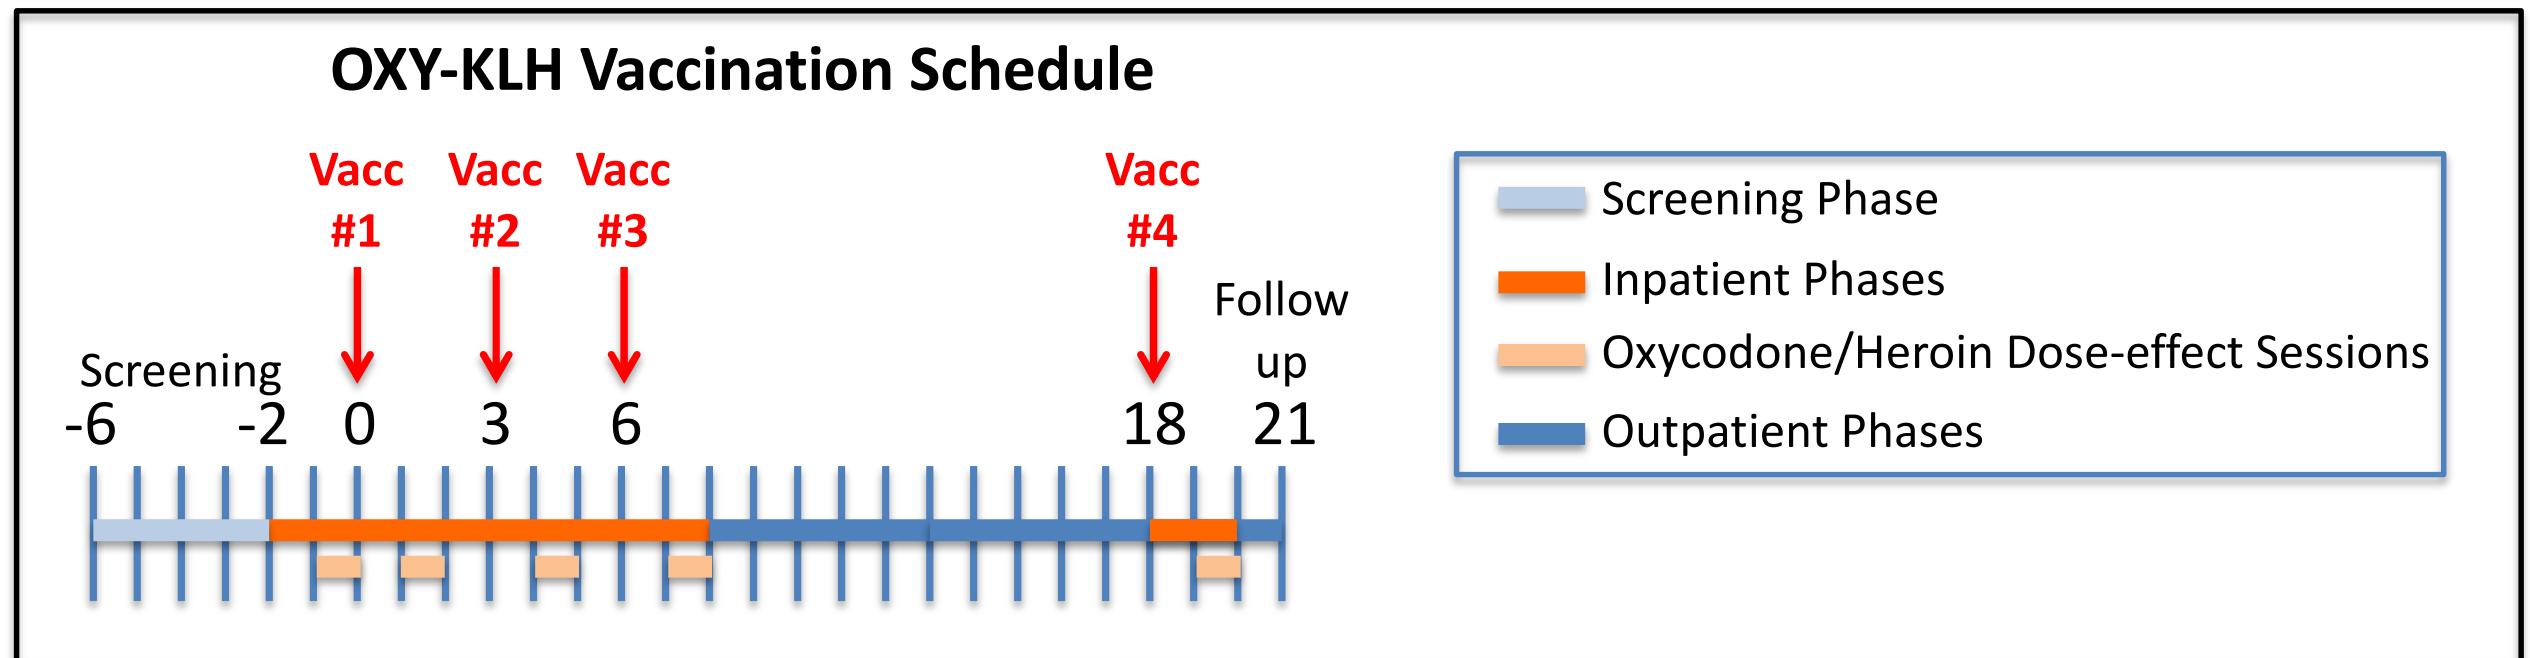 OXY-KLH Vaccination Schedule
Vacc Vacc Vacc Vacc
#1 #2 #3 #4
Follow
up
Screening
-6 -2 0 3 6 18 21
Screening Phase
Inpatient Phases
Oxycodone/Heroin Dose-effect Sessions
Outpatient Phases